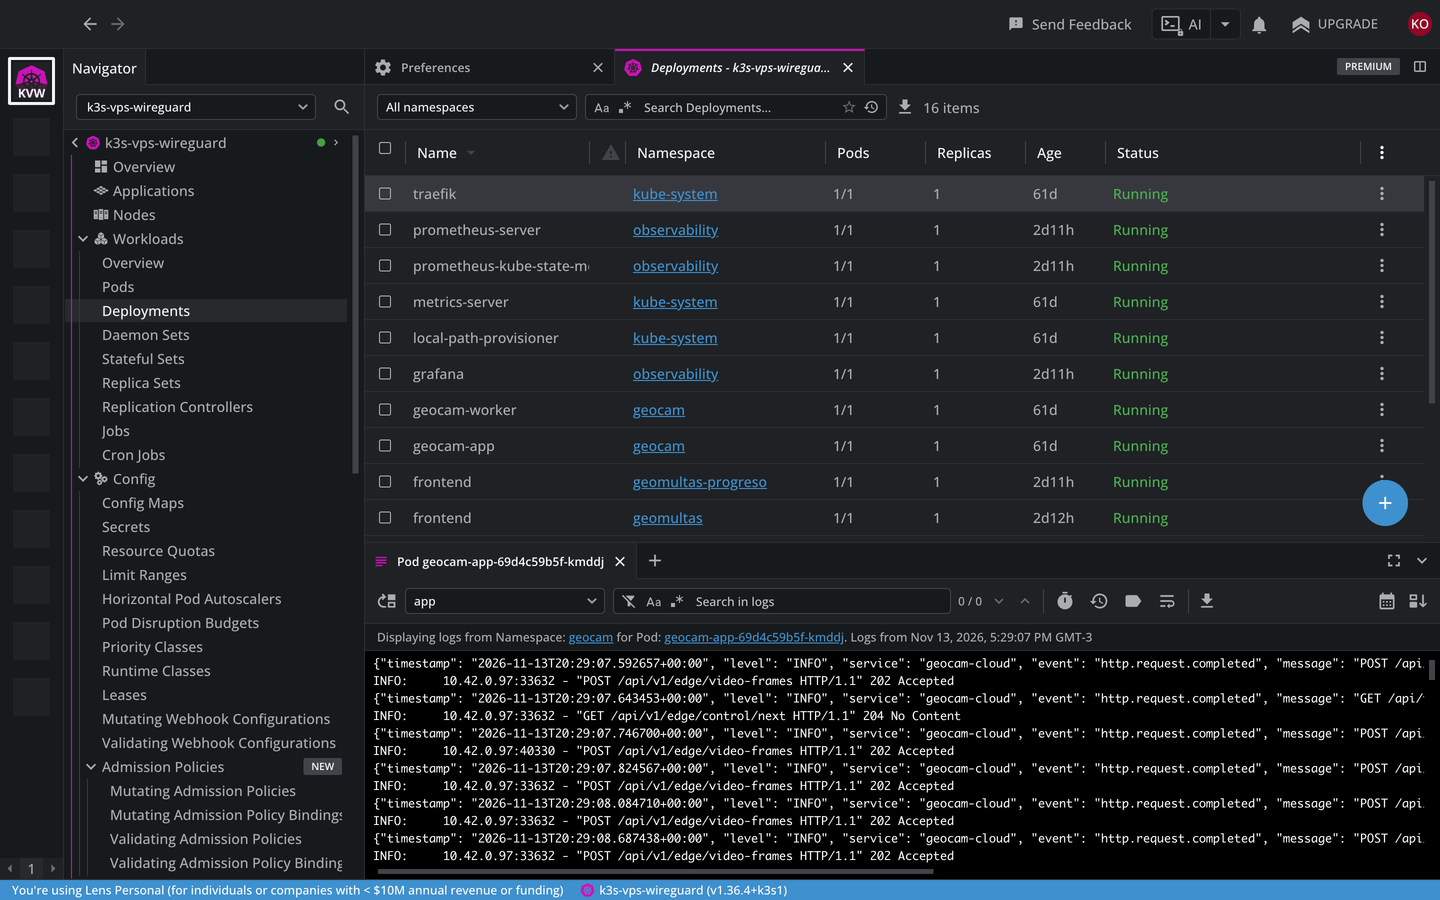 Send Feedback
AI
UPGRADE
KO
KVW
Navigator
Preferences
Deployments - k3s-vps-wiregua...
PREMIUM
k3s-vps-wireguard
All namespaces
Aa .* Search Deployments...
16 items
k3s-vps-wireguard
Overview
Applications
Nodes
Workloads
Overview
Pods
Deployments
Daemon Sets
Stateful Sets
Replica Sets
Replication Controllers
Jobs
Cron Jobs
Config
Config Maps
Secrets
Resource Quotas
Limit Ranges
Horizontal Pod Autoscalers
Pod Disruption Budgets
Priority Classes
Runtime Classes
Leases
Mutating Webhook Configurations
Validating Webhook Configurations
Admission Policies NEW
Mutating Admission Policies
Mutating Admission Policy Bindings
Validating Admission Policies
Validating Admission Policy Binding
1
Name Namespace Pods Replicas Age Status
traefik kube-system 1/1 1 61d Running
prometheus-server observability 1/1 1 2d11h Running
prometheus-kube-state-m observability 1/1 1 2d11h Running
metrics-server kube-system 1/1 1 61d Running
local-path-provisioner kube-system 1/1 1 61d Running
grafana observability 1/1 1 2d11h Running
geocam-worker geocam 1/1 1 61d Running
geocam-app geocam 1/1 1 61d Running
frontend geomultas-progreso 1/1 1 2d11h Running
frontend geomultas 1/1 1 2d12h Running
Pod geocam-app-69d4c59b5f-kmddj
app
Aa .* Search in logs
0 / 0
Displaying logs from Namespace: geocam for Pod: geocam-app-69d4c59b5f-kmddj. Logs from Nov 13, 2026, 5:29:07 PM GMT-3
{"timestamp": "2026-11-13T20:29:07.592657+00:00", "level": "INFO", "service": "geocam-cloud", "event": "http.request.completed", "message": "POST /api.
INFO: 10.42.0.97:33632 - "POST /api/v1/edge/video-frames HTTP/1.1" 202 Accepted
{"timestamp": "2026-11-13T20:29:07.643453+00:00", "level": "INFO", "service": "geocam-cloud", "event": "http.request.completed", "message": "GET /api/
INFO: 10.42.0.97:33632 - "GET /api/v1/edge/control/next HTTP/1.1" 204 No Content
{"timestamp": "2026-11-13T20:29:07.746700+00:00", "level": "INFO", "service": "geocam-cloud", "event": "http.request.completed", "message": "POST /api.
INFO: 10.42.0.97:40330 - "POST /api/v1/edge/video-frames HTTP/1.1" 202 Accepted
{"timestamp": "2026-11-13T20:29:07.824567+00:00", "level": "INFO", "service": "geocam-cloud", "event": "http.request.completed", "message": "POST /api.
INFO: 10.42.0.97:33632 - "POST /api/v1/edge/video-frames HTTP/1.1" 202 Accepted
{"timestamp": "2026-11-13T20:29:08.084710+00:00", "level": "INFO", "service": "geocam-cloud", "event": "http.request.completed", "message": "POST /api.
INFO: 10.42.0.97:33632 - "POST /api/v1/edge/video-frames HTTP/1.1" 202 Accepted
{"timestamp": "2026-11-13T20:29:08.687438+00:00", "level": "INFO", "service": "geocam-cloud", "event": "http.request.completed", "message": "POST /api.
INFO: 10.42.0.97:33632 - "POST /api/v1/edge/video-frames HTTP/1.1" 202 Accepted
You're using Lens Personal (for individuals or companies with < $10M annual revenue or funding)
k3s-vps-wireguard (v1.36.4+k3s1)